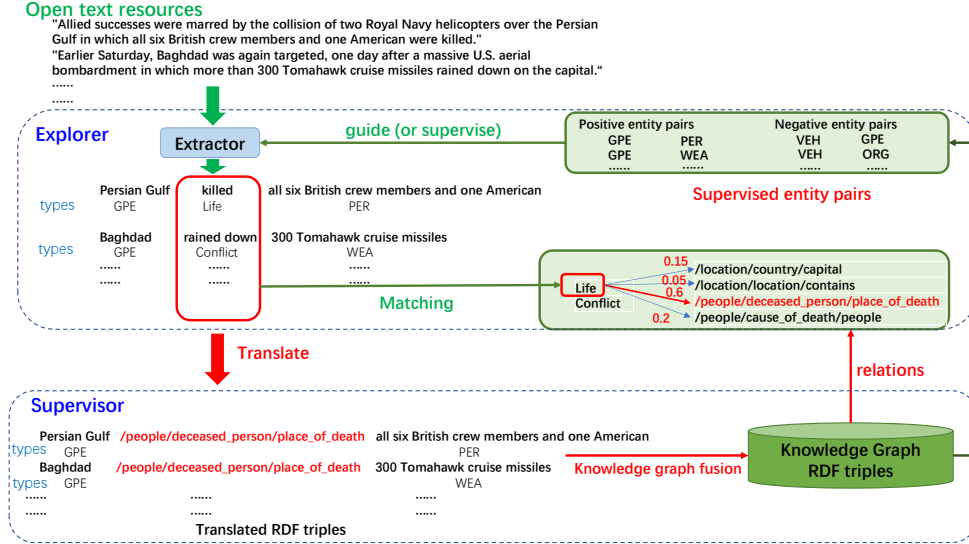 Open text resources
"Allied successes were marred by the collision of two Royal Navy helicopters over the Persian
Gulf in which all six British crew members and one American were killed."
"Earlier Saturday, Baghdad was again targeted, one day after a massive U.S. aerial
bombardment in which more than 300 Tomahawk cruise missiles rained down on the capital."
......
......
Explorer
Extractor
guide (or supervise)
Positive entity pairs Negative entity pairs
GPE PER VEH GPE
GPE WEA VEH ORG
...... ...... ...... ......
Supervised entity pairs
Persian Gulf killed all six British crew members and one American
types GPE Life PER
Baghdad rained down 300 Tomahawk cruise missiles
types GPE Conflict WEA
...... ...... ......
...... ......
Matching
Life
Conflict
0.15
0.05
0.6
0.2
/location/country/capital
/location/location/contains
/people/deceased_person/place_of_death
/people/cause_of_death/people
Translate
relations
Supervisor
Persian Gulf /people/deceased_person/place_of_death all six British crew members and one American
types GPE PER
Baghdad /people/deceased_person/place_of_death 300 Tomahawk cruise missiles
types GPE WEA
...... ...... ......
...... ...... ......
Translated RDF triples
Knowledge graph fusion
Knowledge Graph
RDF triples